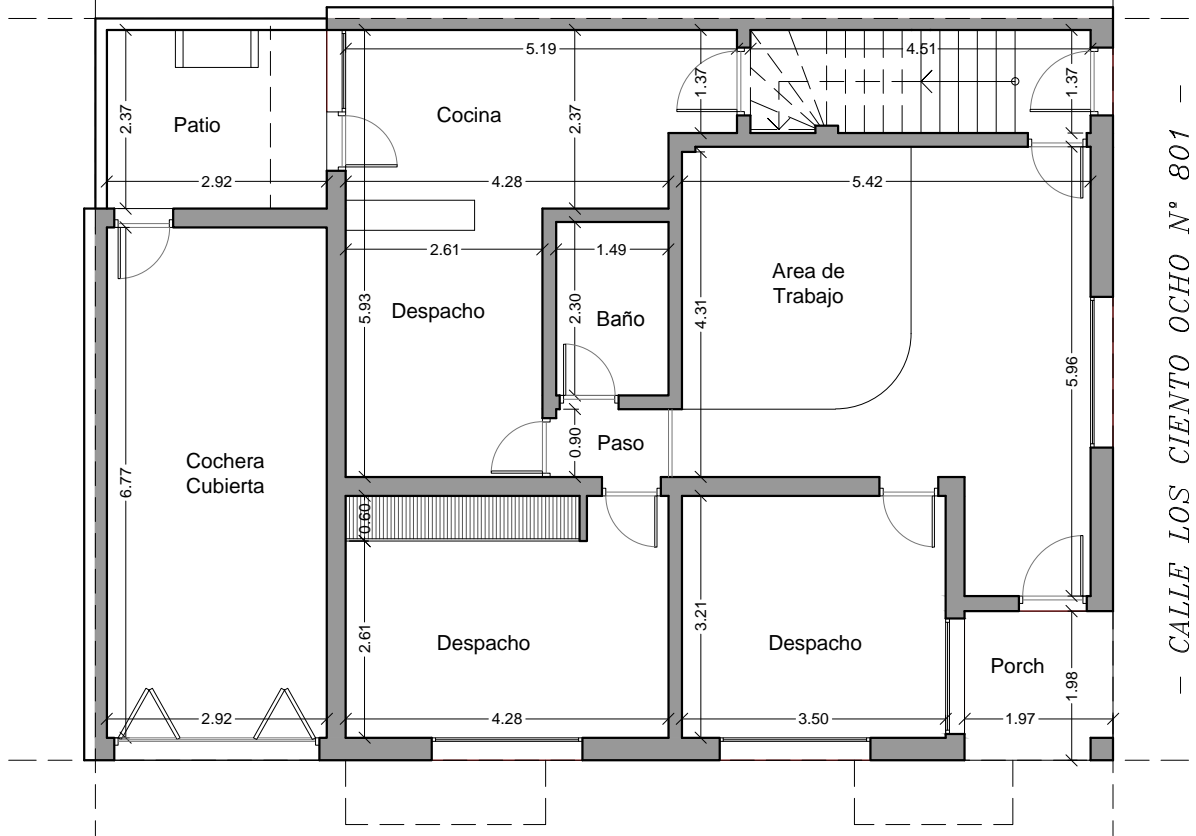 5.19
4.51
1.37
1.37
2.37
Patio
Cocina
2.37
2.92
4.28
5.42
2.61
1.49
Area de
Trabajo
5.93
Despacho
2.30
Baño
4.31
5.96
0.90
Paso
Cochera
Cubierta
6.77
0.60
2.61
Despacho
3.21
Despacho
Porch
1.98
2.92
4.28
3.50
1.97
- CALLE LOS CIENTO OCHO Nº 801 -